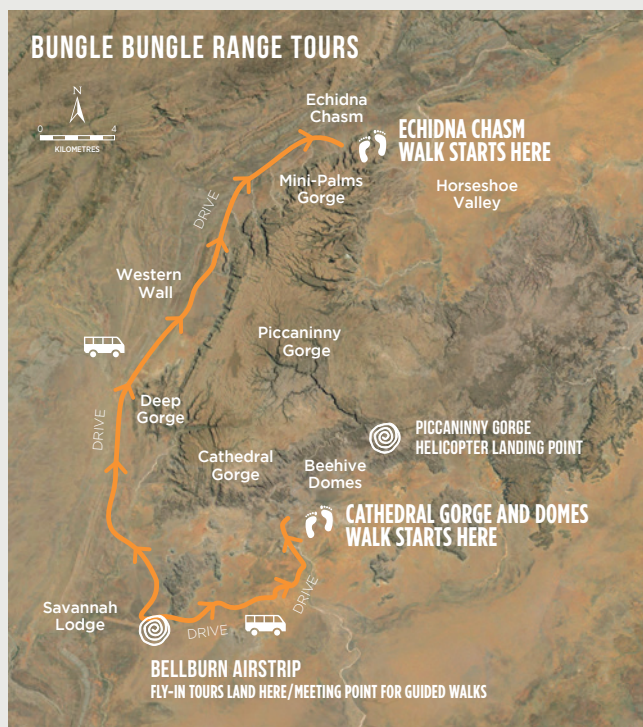 BUNGLE BUNGLE RANGE TOURS
N
0 4
KILOMETRES
Echidna
Chasm
ECHIDNA CHASM
WALK STARTS HERE
Mini-Palms
Gorge
Horseshoe
Valley
DRIVE
Western
Wall
Piccaninny
Gorge
Deep
Gorge
DRIVE
PICCANINNY GORGE
HELICOPTER LANDING POINT
Cathedral
Gorge
Beehive
Domes
CATHEDRAL GORGE AND DOMES
WALK STARTS HERE
DRIVE
Savannah
Lodge
DRIVE
BELLBURN AIRSTRIP
FLY-IN TOURS LAND HERE/MEETING POINT FOR GUIDED WALKS